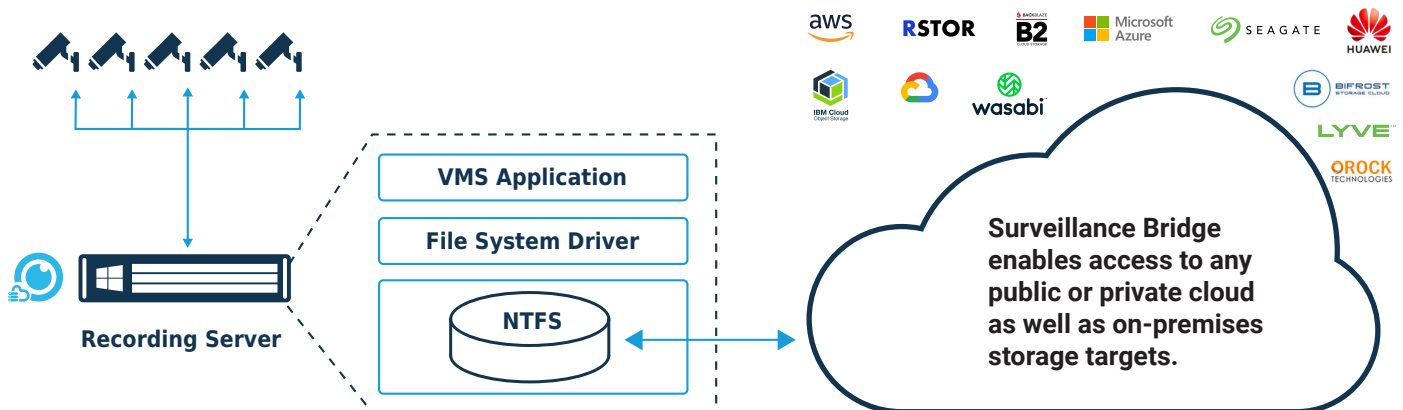 aws
RSTOR
BACKBLAZE
B2
CLOUD STORAGE
Microsoft
Azure
SEAGATE
HUAWEI
IBM Cloud
Object Storage
wasabi
B
BIFROST
STORAGE CLOUD
LYVE™
OROCK
TECHNOLOGIES
VMS Application
File System Driver
NTFS
Recording Server
Surveillance Bridge
enables access to any
public or private cloud
as well as on-premises
storage targets.